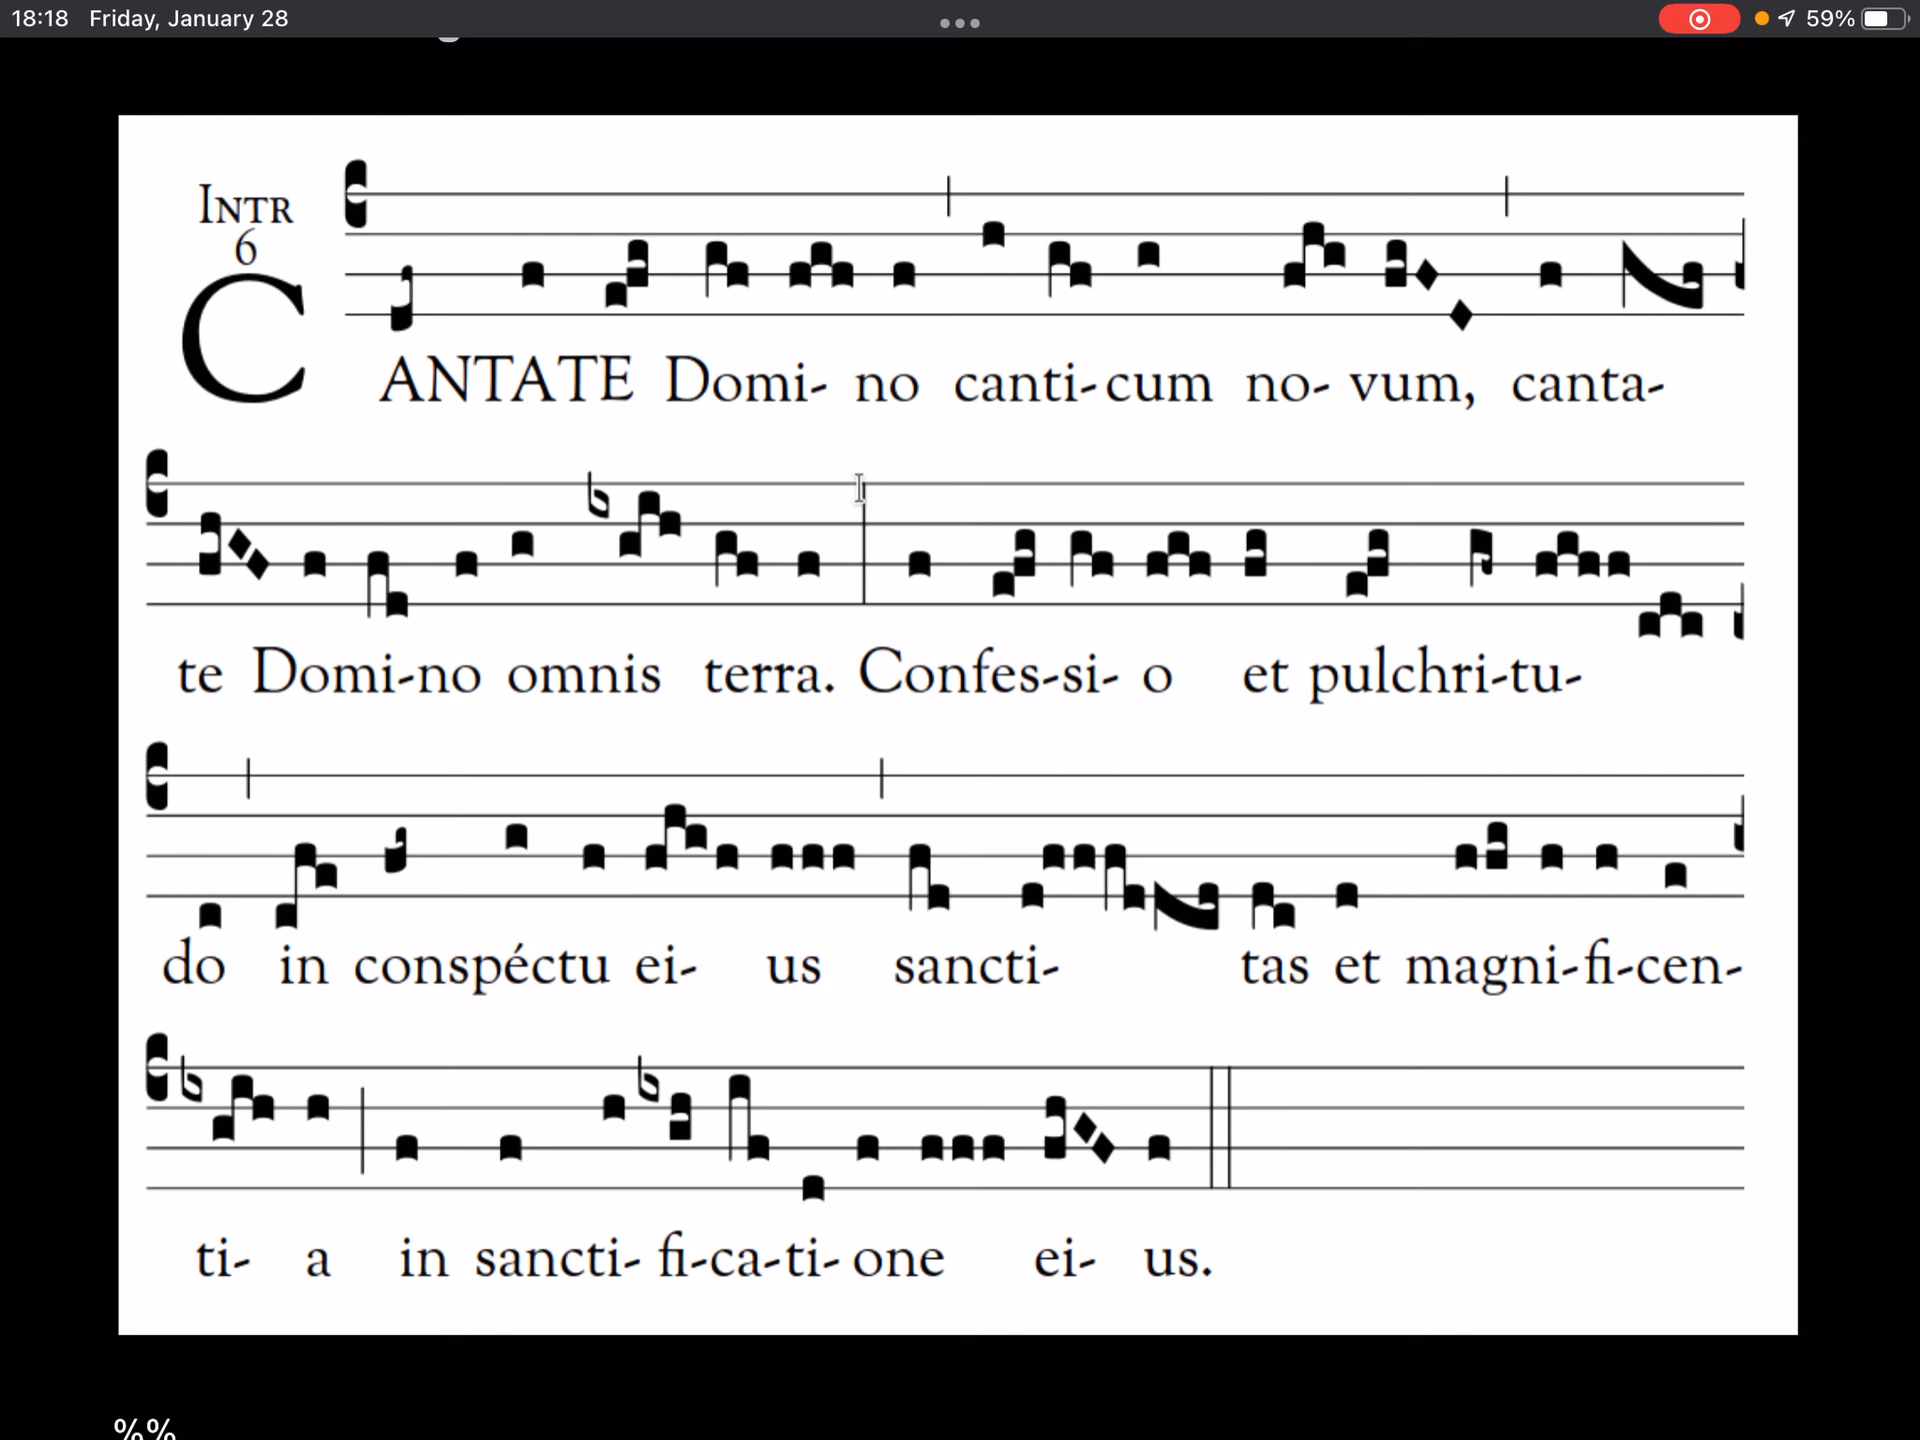 18:18 Friday, January 28 59%
INTR
6
CANTATE Domi- no canti-cum no- vum, canta-
te Domi-no omnis terra. Confes-si- o et pulchri-tu-
do in conspéctu ei- us sancti- tas et magni-fi-cen-
ti- a in sancti- fi-ca-ti- one ei- us.
%%